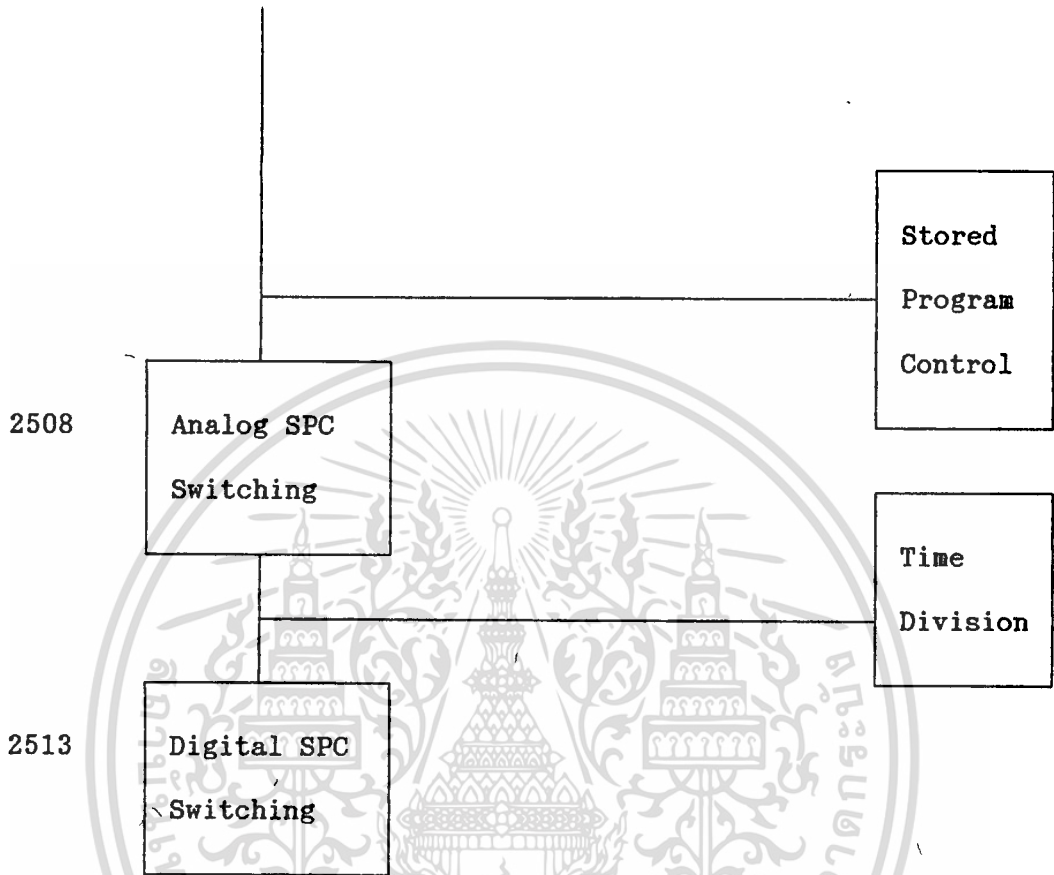 Stored
Program
Control
2508
Analog SPC
Switching
Time
Division
2513
Digital SPC
Switching